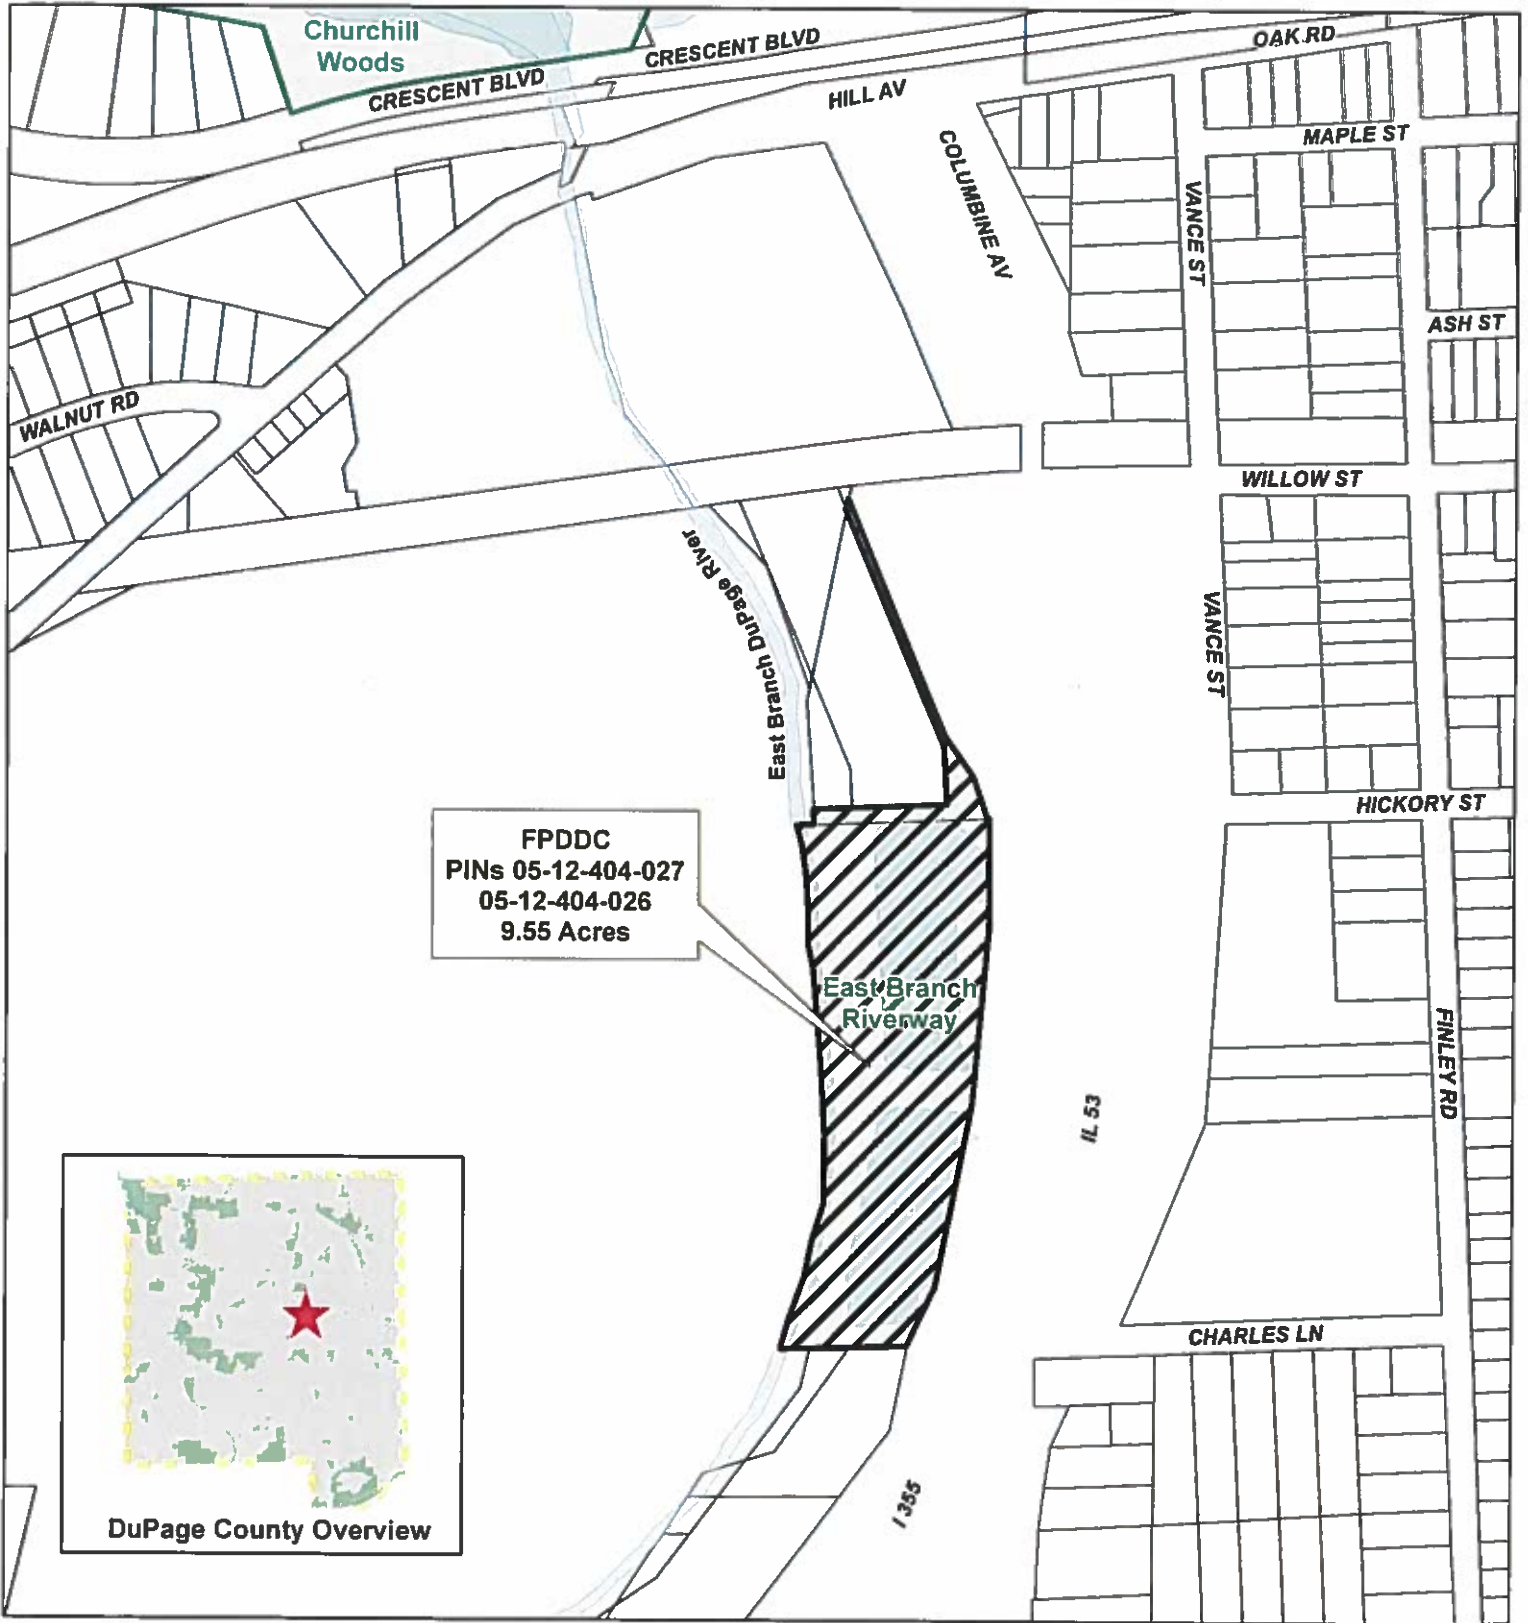 Churchill
Woods
CRESCENT BLVD
CRESCENT BLVD
OAK RD
HILL AV
MAPLE ST
COLUMBINE AV
VANCE ST
ASH ST
WALNUT RD
WILLOW ST
East Branch DuPage River
VANCE ST
HICKORY ST
FPDDC
PINs 05-12-404-027
05-12-404-026
9.55 Acres
East Branch
Riverway
FINLEY RD
IL 53
CHARLES LN
I 355
DuPage County Overview